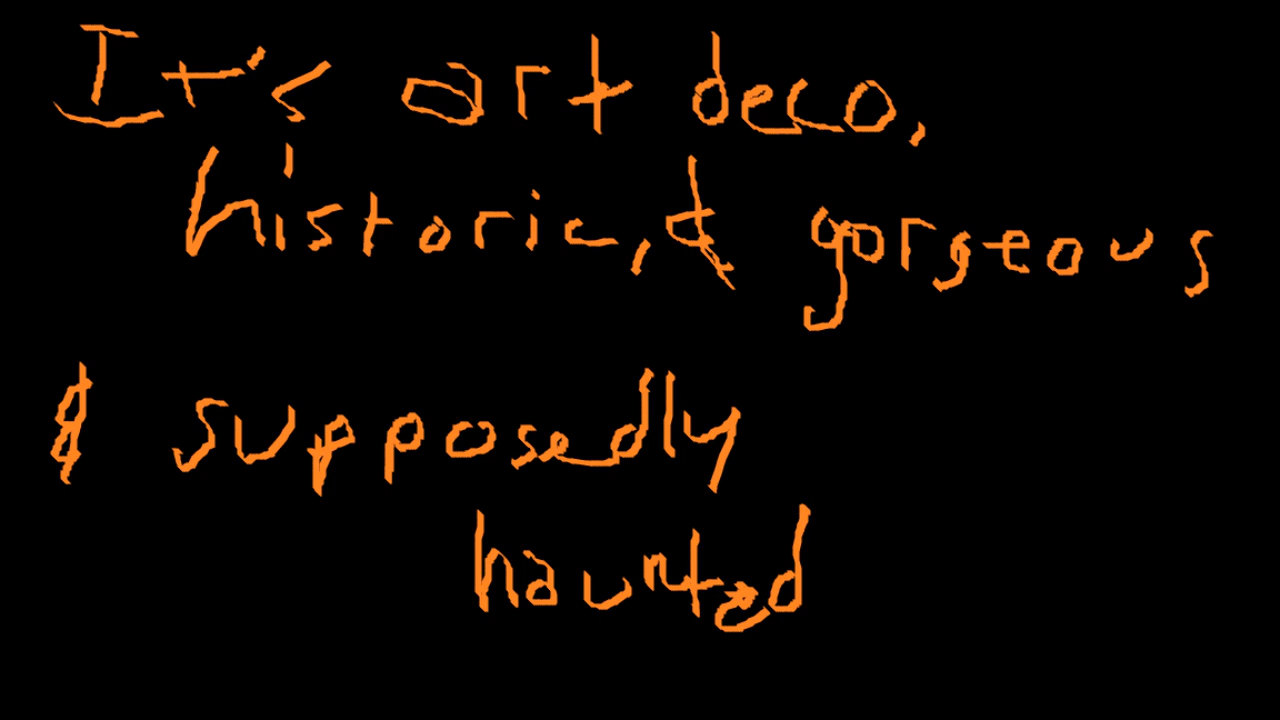 It's art deco,
historic, & gorgeous
& supposedly
haunted